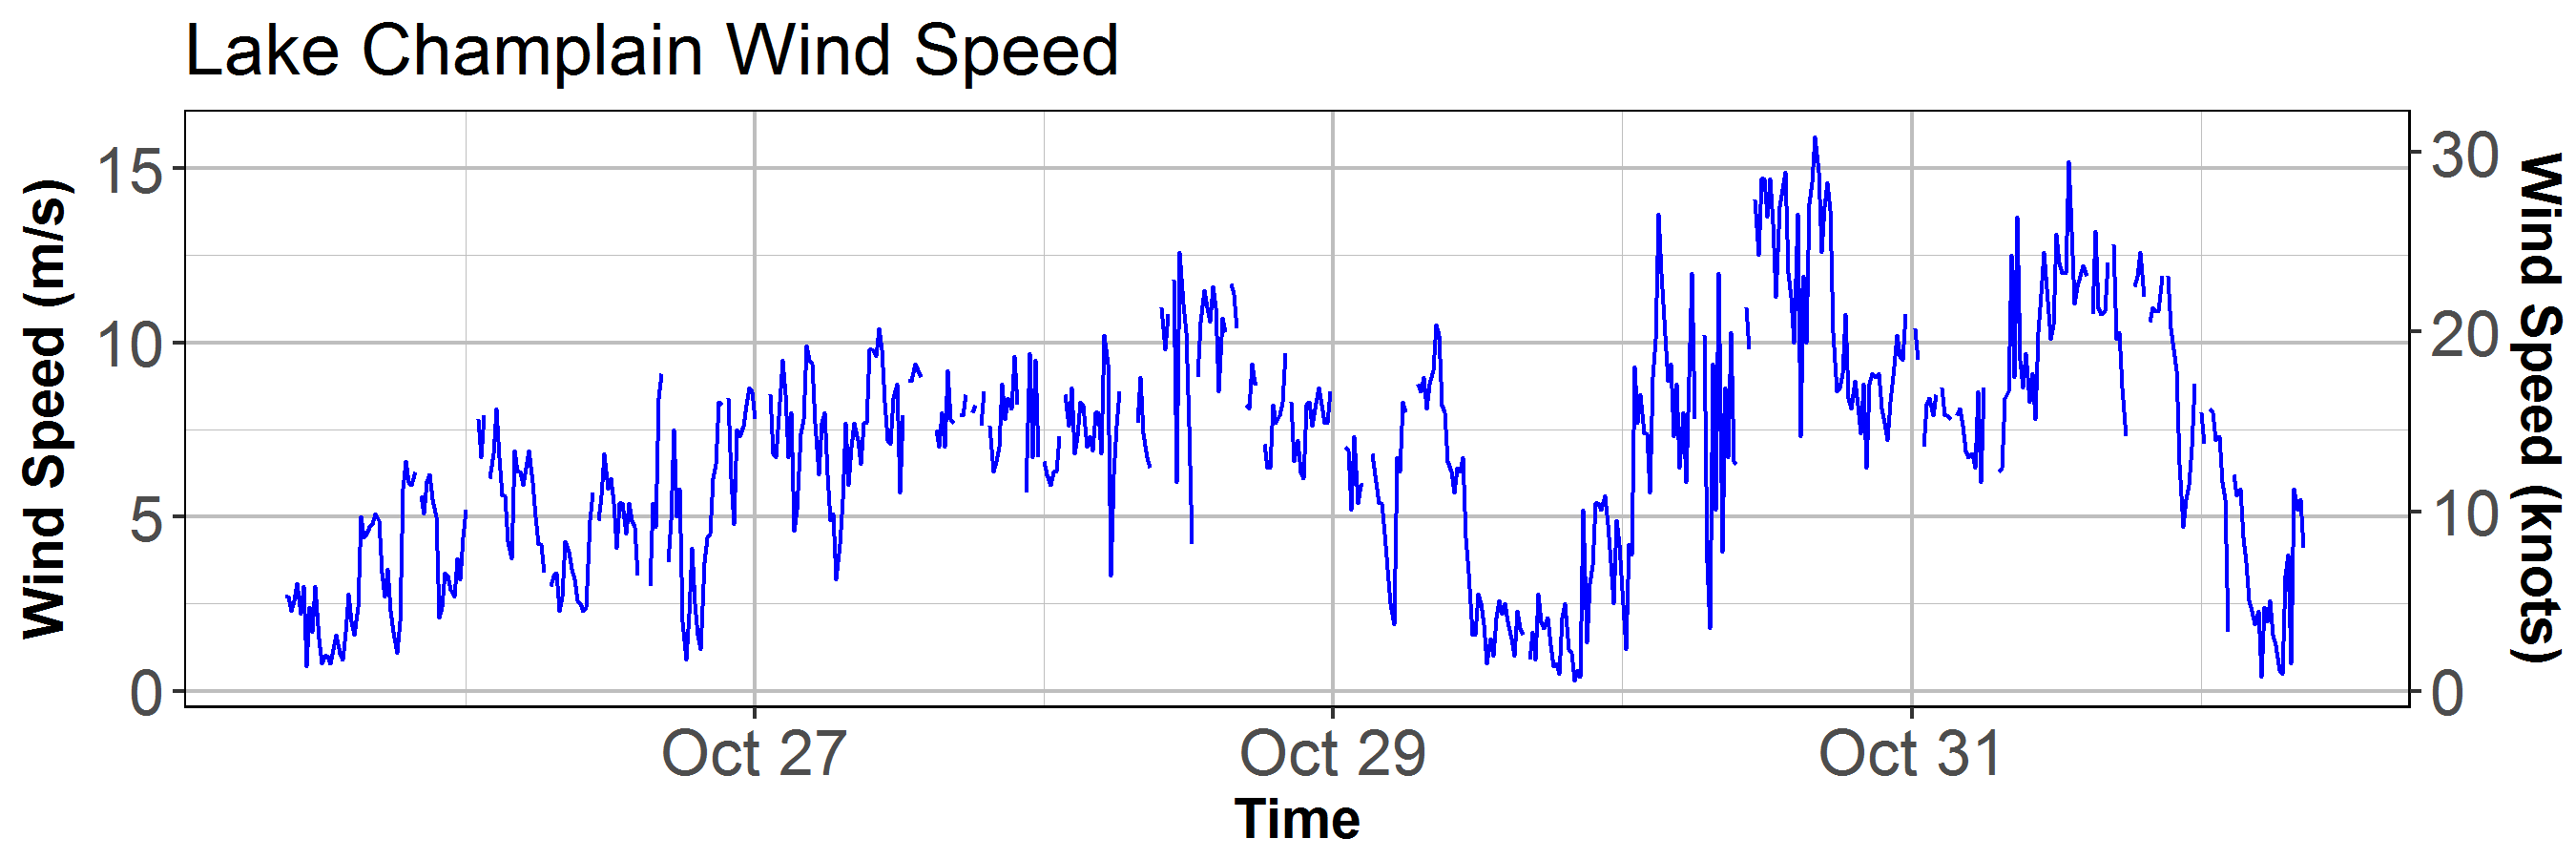 Lake Champlain Wind Speed
Wind Speed (m/s)
15
10
5
0
30
20
10
0
Wind Speed (knots)
Oct 27
Oct 29
Oct 31
Time